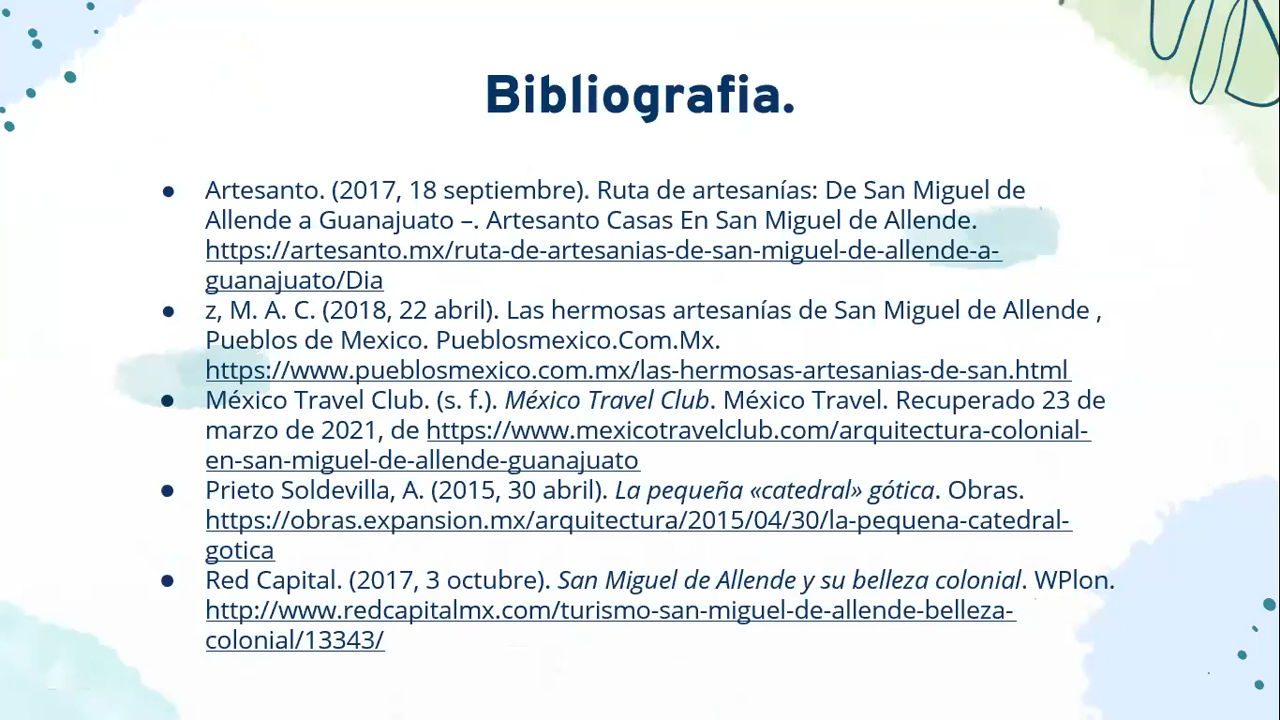 Bibliografia.
● Artesanto. (2017, 18 septiembre). Ruta de artesanías: De San Miguel de
Allende a Guanajuato –. Artesanto Casas En San Miguel de Allende.
https://artesanto.mx/ruta-de-artesanias-de-san-miguel-de-allende-a-
guanajuato/Dia
● z, M. A. C. (2018, 22 abril). Las hermosas artesanías de San Miguel de Allende ,
Pueblos de Mexico. Pueblosmexico.Com.Mx.
https://www.pueblosmexico.com.mx/las-hermosas-artesanias-de-san.html
● México Travel Club. (s. f.). México Travel Club. México Travel. Recuperado 23 de
marzo de 2021, de https://www.mexicotravelclub.com/arquitectura-colonial-
en-san-miguel-de-allende-guanajuato
● Prieto Soldevilla, A. (2015, 30 abril). La pequeña «catedral» gótica. Obras.
https://obras.expansion.mx/arquitectura/2015/04/30/la-pequena-catedral-
gotica
● Red Capital. (2017, 3 octubre). San Miguel de Allende y su belleza colonial. WPlon.
http://www.redcapitalmx.com/turismo-san-miguel-de-allende-belleza-
colonial/13343/